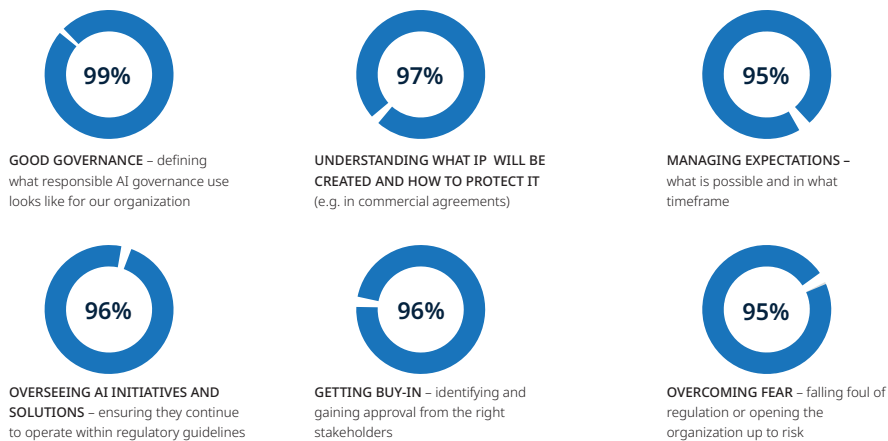 99%
GOOD GOVERNANCE – defining
what responsible AI governance use
looks like for our organization
97%
UNDERSTANDING WHAT IP WILL BE
CREATED AND HOW TO PROTECT IT
(e.g. in commercial agreements)
95%
MANAGING EXPECTATIONS –
what is possible and in what
timeframe
96%
OVERSEEING AI INITIATIVES AND
SOLUTIONS – ensuring they continue
to operate within regulatory guidelines
96%
GETTING BUY-IN – identifying and
gaining approval from the right
stakeholders
95%
OVERCOMING FEAR – falling foul of
regulation or opening the
organization up to risk